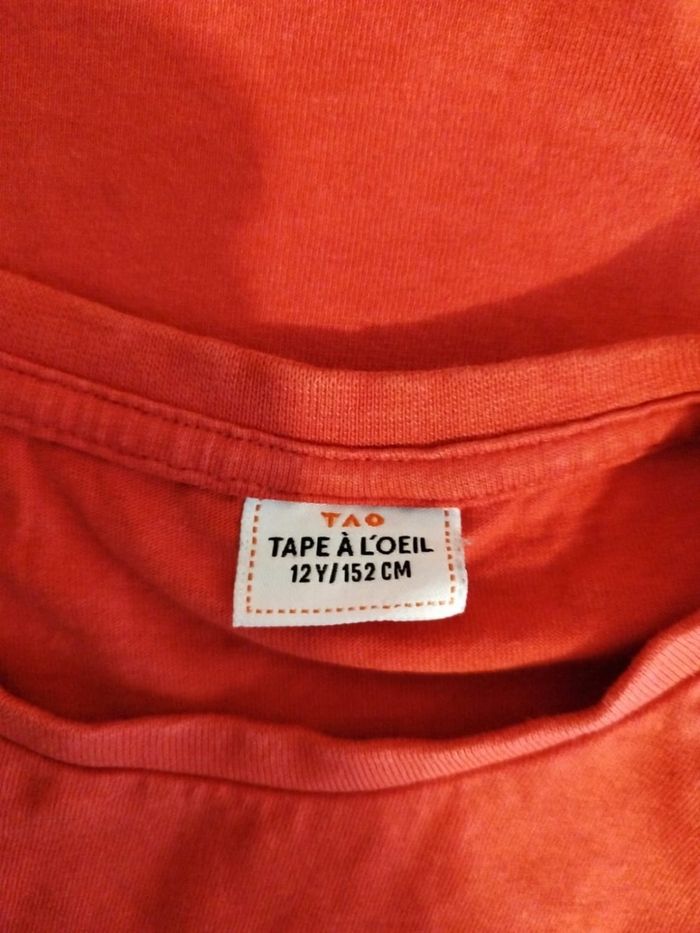 TAO
TAPE À L'OEIL
12Y/152 CM